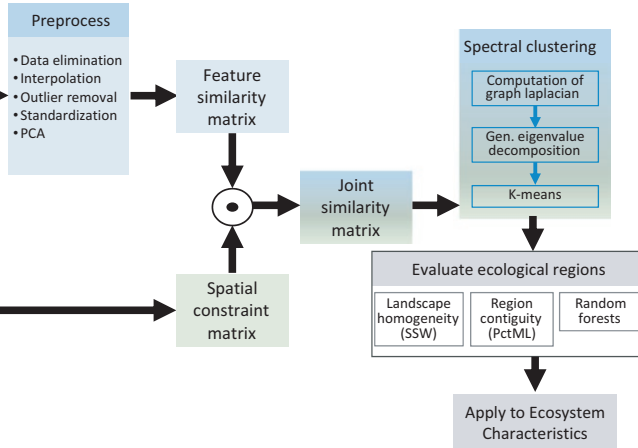 Preprocess
• Data elimination
• Interpolation
• Outlier removal
• Standardization
• PCA
Feature
similarity
matrix
Spatial
constraint
matrix
Joint
similarity
matrix
Spectral clustering
Computation of
graph laplacian
Gen. eigenvalue
decomposition
K-means
Evaluate ecological regions
Landscape
homogeneity
(SSW)
Region
contiguity
(PctML)
Random
forests
Apply to Ecosystem
Characteristics